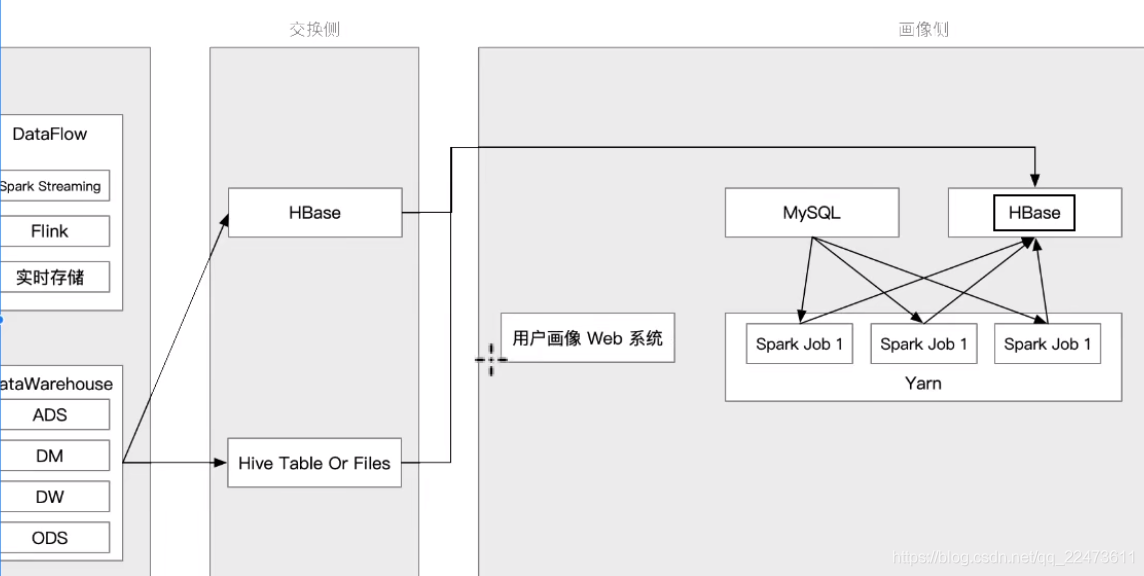 交换侧
画像侧
DataFlow
Spark Streaming
Flink
实时存储
ataWarehouse
ADS
DM
DW
ODS
HBase
Hive Table Or Files
用户画像 Web 系统
MySQL
HBase
Spark Job 1
Spark Job 1
Spark Job 1
Yarn
https://blog.csdn.net/qq_22473611